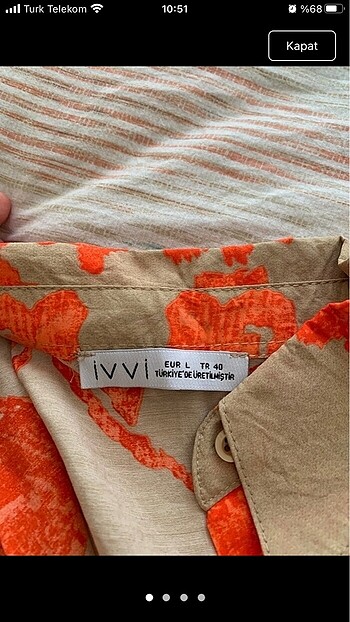 Turk Telekom 10:51 %68
Kapat
ivvi
EUR L TR 40
TÜRKİYE'DE ÜRETİLMİŞTİR